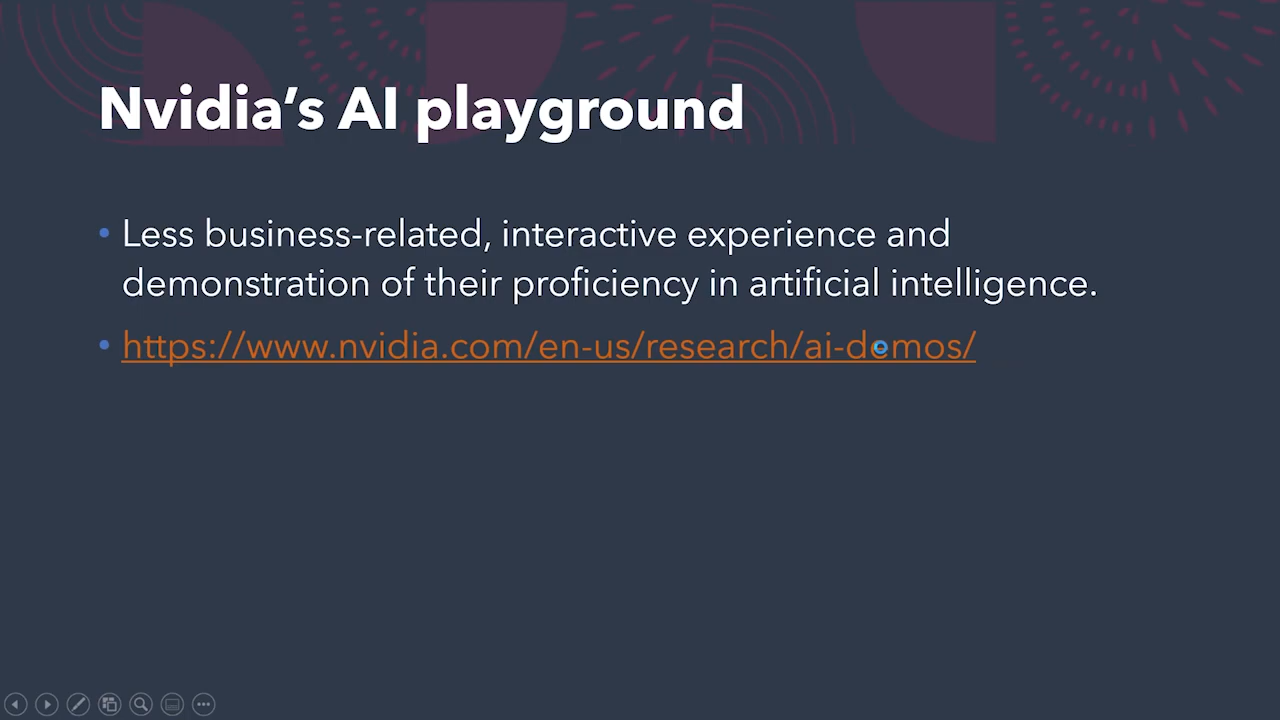 Nvidia’s AI playground
• Less business-related, interactive experience and
demonstration of their proficiency in artificial intelligence.
• https://www.nvidia.com/en-us/research/ai-demos/